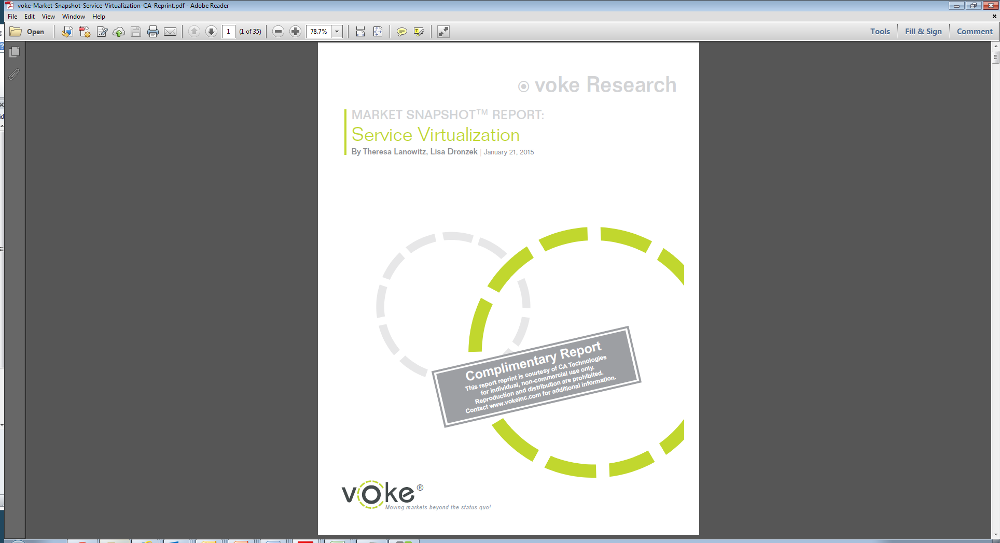 voke-Market-Snapshot-Service-Virtualization-CA-Reprint.pdf - Adobe Reader
File Edit View Window Help
Open 1 (1 of 35) 78.7% Tools Fill & Sign Comment
voke Research
MARKET SNAPSHOT™ REPORT:
Service Virtualization
By Theresa Lanowitz, Lisa Dronzek | January 21, 2015
Complimentary Report
This report reprint is courtesy of CA Technologies
for individual, non-commercial use only.
Reproduction and distribution are prohibited.
Contact www.vokeinc.com for additional information.
voke®
Moving markets beyond the status quo!